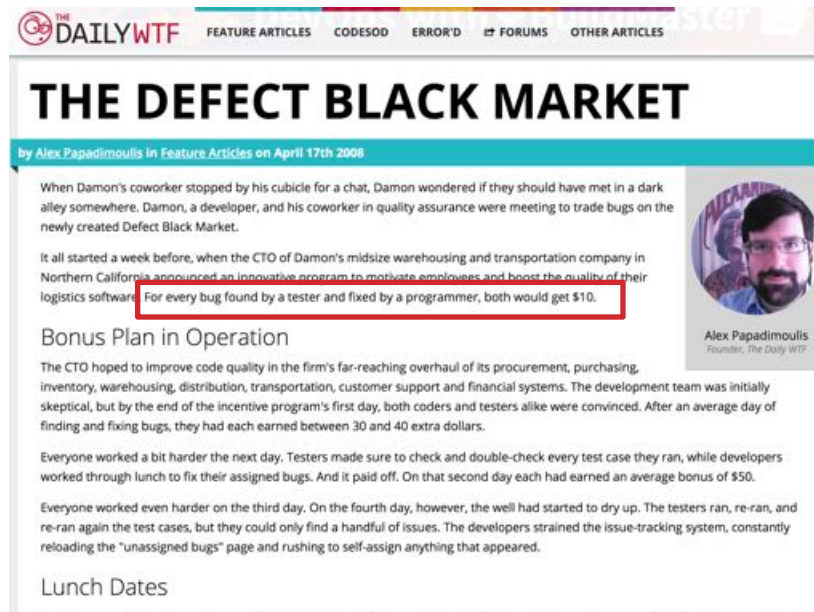 THE
DAILYWTF
FEATURE ARTICLES
CODESOD
ERROR'D
FORUMS
OTHER ARTICLES
THE DEFECT BLACK MARKET
by Alex Papadimoulis in Feature Articles on April 17th 2008
When Damon's coworker stopped by his cubicle for a chat, Damon wondered if they should have met in a dark
alley somewhere. Damon, a developer, and his coworker in quality assurance were meeting to trade bugs on the
newly created Defect Black Market.
It all started a week before, when the CTO of Damon's midsize warehousing and transportation company in
Northern California announced an innovative program to motivate employees and boost the quality of their
logistics software. For every bug found by a tester and fixed by a programmer, both would get $10.
Alex Papadimoulis
Founder, The Daily WTF
Bonus Plan in Operation
The CTO hoped to improve code quality in the firm's far-reaching overhaul of its procurement, purchasing,
inventory, warehousing, distribution, transportation, customer support and financial systems. The development team was initially
skeptical, but by the end of the incentive program's first day, both coders and testers alike were convinced. After an average day of
finding and fixing bugs, they had each earned between 30 and 40 extra dollars.
Everyone worked a bit harder the next day. Testers made sure to check and double-check every test case they ran, while developers
worked through lunch to fix their assigned bugs. And it paid off. On that second day each had earned an average bonus of $50.
Everyone worked even harder on the third day. On the fourth day, however, the well had started to dry up. The testers ran, re-ran, and
re-ran again the test cases, but they could only find a handful of issues. The developers strained the issue-tracking system, constantly
reloading the "unassigned bugs" page and rushing to self-assign anything that appeared.
Lunch Dates